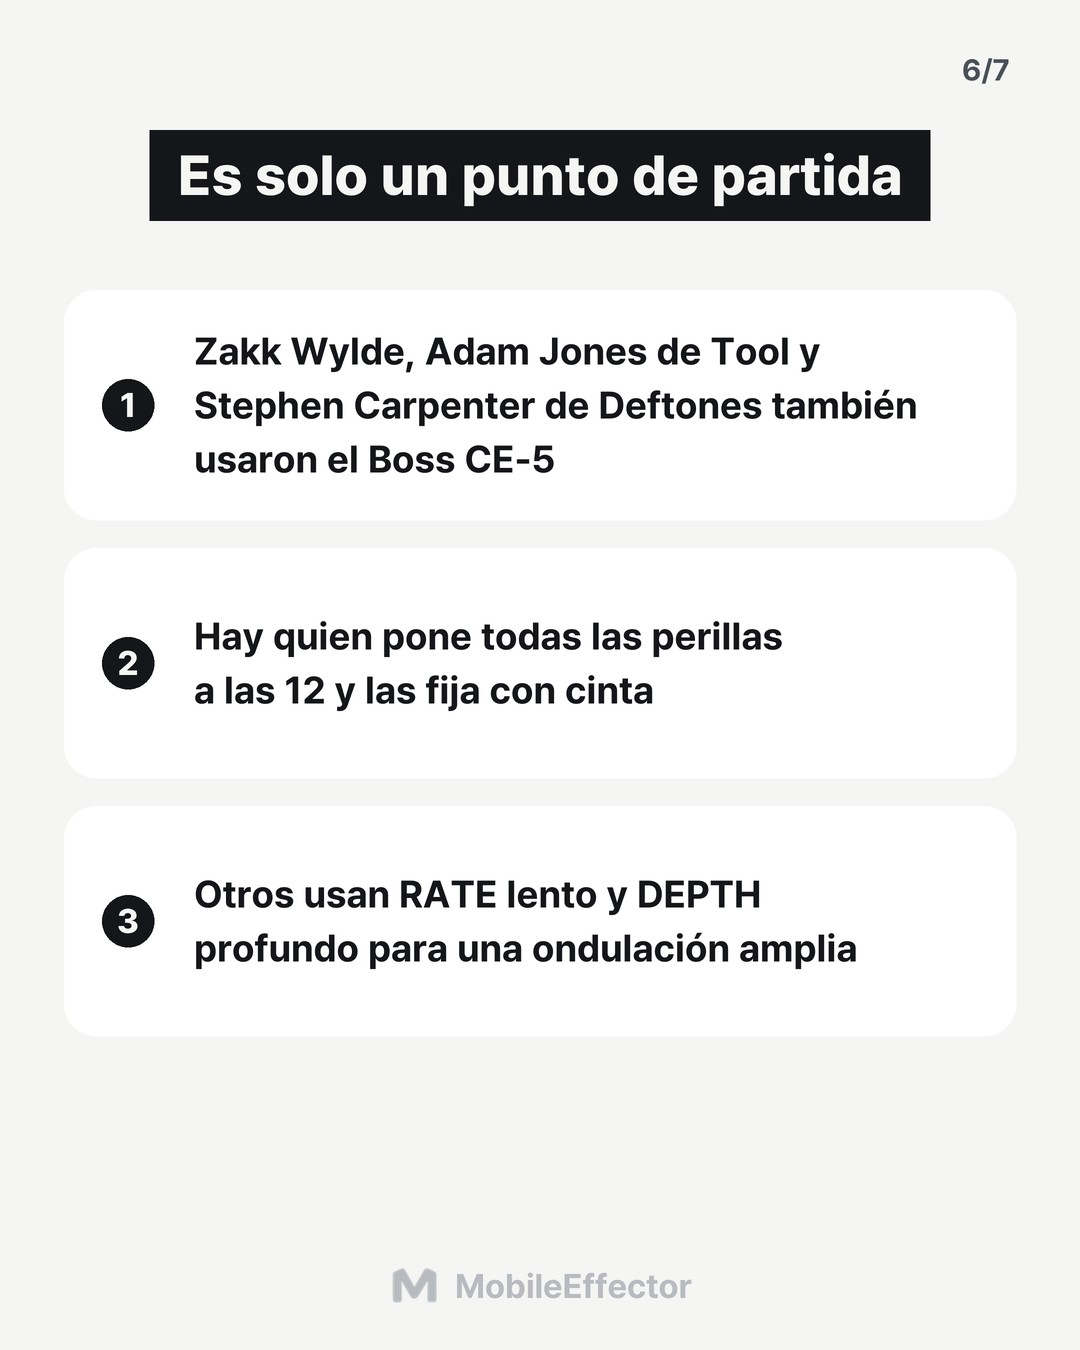 6/7
Es solo un punto de partida
1
Zakk Wylde, Adam Jones de Tool y
Stephen Carpenter de Deftones también
usaron el Boss CE-5
2
Hay quien pone todas las perillas
a las 12 y las fija con cinta
3
Otros usan RATE lento y DEPTH
profundo para una ondulación amplia
MobileEffector